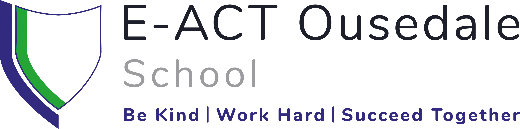 E-ACT Ousedale
School
Be Kind | Work Hard | Succeed Together